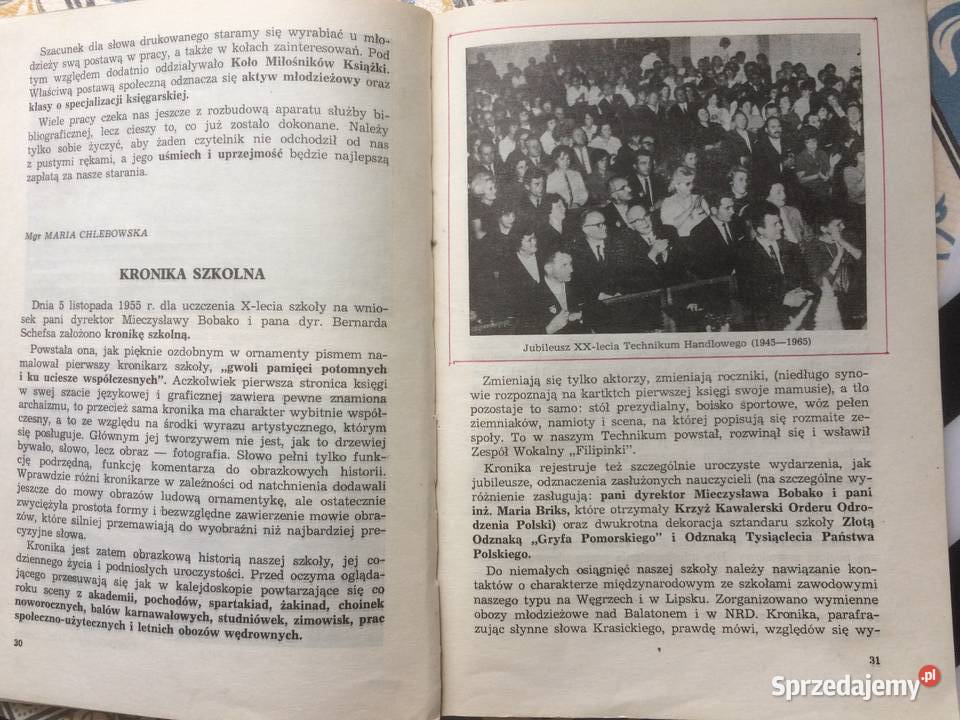 Szacunek dla słowa drukowanego staramy się wyrabiać u mło-
dzieży swą postawą w pracy, a także w kołach zainteresowań. Pod
tym względem dodatnio oddziaływało Koło Miłośników Książki.
Właściwą postawą społeczną odznacza się aktyw młodzieżowy oraz
klasy o specjalizacji księgarskiej.
Wiele pracy czeka nas jeszcze z rozbudową aparatu służby bi-
bliograficznej, lecz cieszy to, co już zostało dokonane. Należy
tylko sobie życzyć, aby żaden czytelnik nie odchodził od nas
z pustymi rękami, a jego uśmiech i uprzejmość będzie najlepszą
zapłatą za nasze starania.
Mgr MARIA CHLEBOWSKA
KRONIKA SZKOLNA
Dnia 5 listopada 1955 r. dla uczczenia X-lecia szkoły na wnio-
sek pani dyrektor Mieczysławy Bobako i pana dyr. Bernarda
Schefsa założono kronikę szkolną.
Powstała ona, jak pięknie ozdobnym w ornamenty pismem na-
malował pierwszy kronikarz szkoły, „gwoli pamięci potomnych
i ku uciesze współczesnych”. Aczkolwiek pierwsza stronica księgi
w swej szacie językowej i graficznej zawiera pewne znamiona
archaizmu, to przecież sama kronika ma charakter wybitnie współ-
czesny, a to ze względu na środki wyrazu artystycznego, którym
się posługuje. Głównym jej tworzywem nie jest, jak to drzewiej
bywało, słowo, lecz obraz — fotografia. Słowo pełni tylko funk-
cję podrzędną, funkcję komentarza do obrazkowych historii.
Wprawdzie różni kronikarze w zależności od natchnienia dodawali
jeszcze do mowy obrazów ludową ornamentykę, ale ostatecznie
zwyciężyła prostota formy i bezwzględne zawierzenie mowie obra-
zów, które silniej przemawiają do wyobraźni niż najbardziej pre-
cyzyjne słowa.
Kronika jest zatem obrazkową historią naszej szkoły, jej co-
dziennego życia i podniosłych uroczystości. Przed oczyma ogląda-
jącego przesuwają się jak w kalejdoskopie powtarzające się co
roku sceny z akademii, pochodów, spartakiad, żakinad, choinek
noworocznych, balów karnawałowych, studniówek, zimowisk, prac
społeczno-użytecznych i letnich obozów wędrownych.
30
Jubileusz XX-lecia Technikum Handlowego (1945—1965)
Zmieniają się tylko aktorzy, zmieniają roczniki, (niedługo syno-
wie rozpoznają na kartktch pierwszej księgi swoje mamusie), a tło
pozostaje to samo: stół prezydialny, boisko sportowe, wóz pełen
ziemniaków, namioty i scena, na której popisują się rozmaite ze-
społy. To w naszym Technikum powstał, rozwinął się i wsławił
Zespół Wokalny „Filipinki”.
Kronika rejestruje też szczególnie uroczyste wydarzenia, jak
jubileusze, odznaczenia zasłużonych nauczycieli (na szczególne wy-
różnienie zasługują: pani dyrektor Mieczysława Bobako i pani
inż. Maria Briks, które otrzymały Krzyż Kawalerski Orderu Odro-
dzenia Polski) oraz dwukrotna dekoracja sztandaru szkoły Złotą
Odznaką „Gryfa Pomorskiego” i Odznaką Tysiąclecia Państwa
Polskiego.
Do niemałych osiągnięć naszej szkoły należy nawiązanie kon-
taktów o charakterze międzynarodowym ze szkołami zawodowymi
naszego typu na Węgrzech i w Lipsku. Zorganizowano wymienne
obozy młodzieżowe nad Balatonem i w NRD. Kronika, parafra-
zując słynne słowa Krasickiego, prawdę mówi, względów się wy-
31
Sprzedajemy.pl